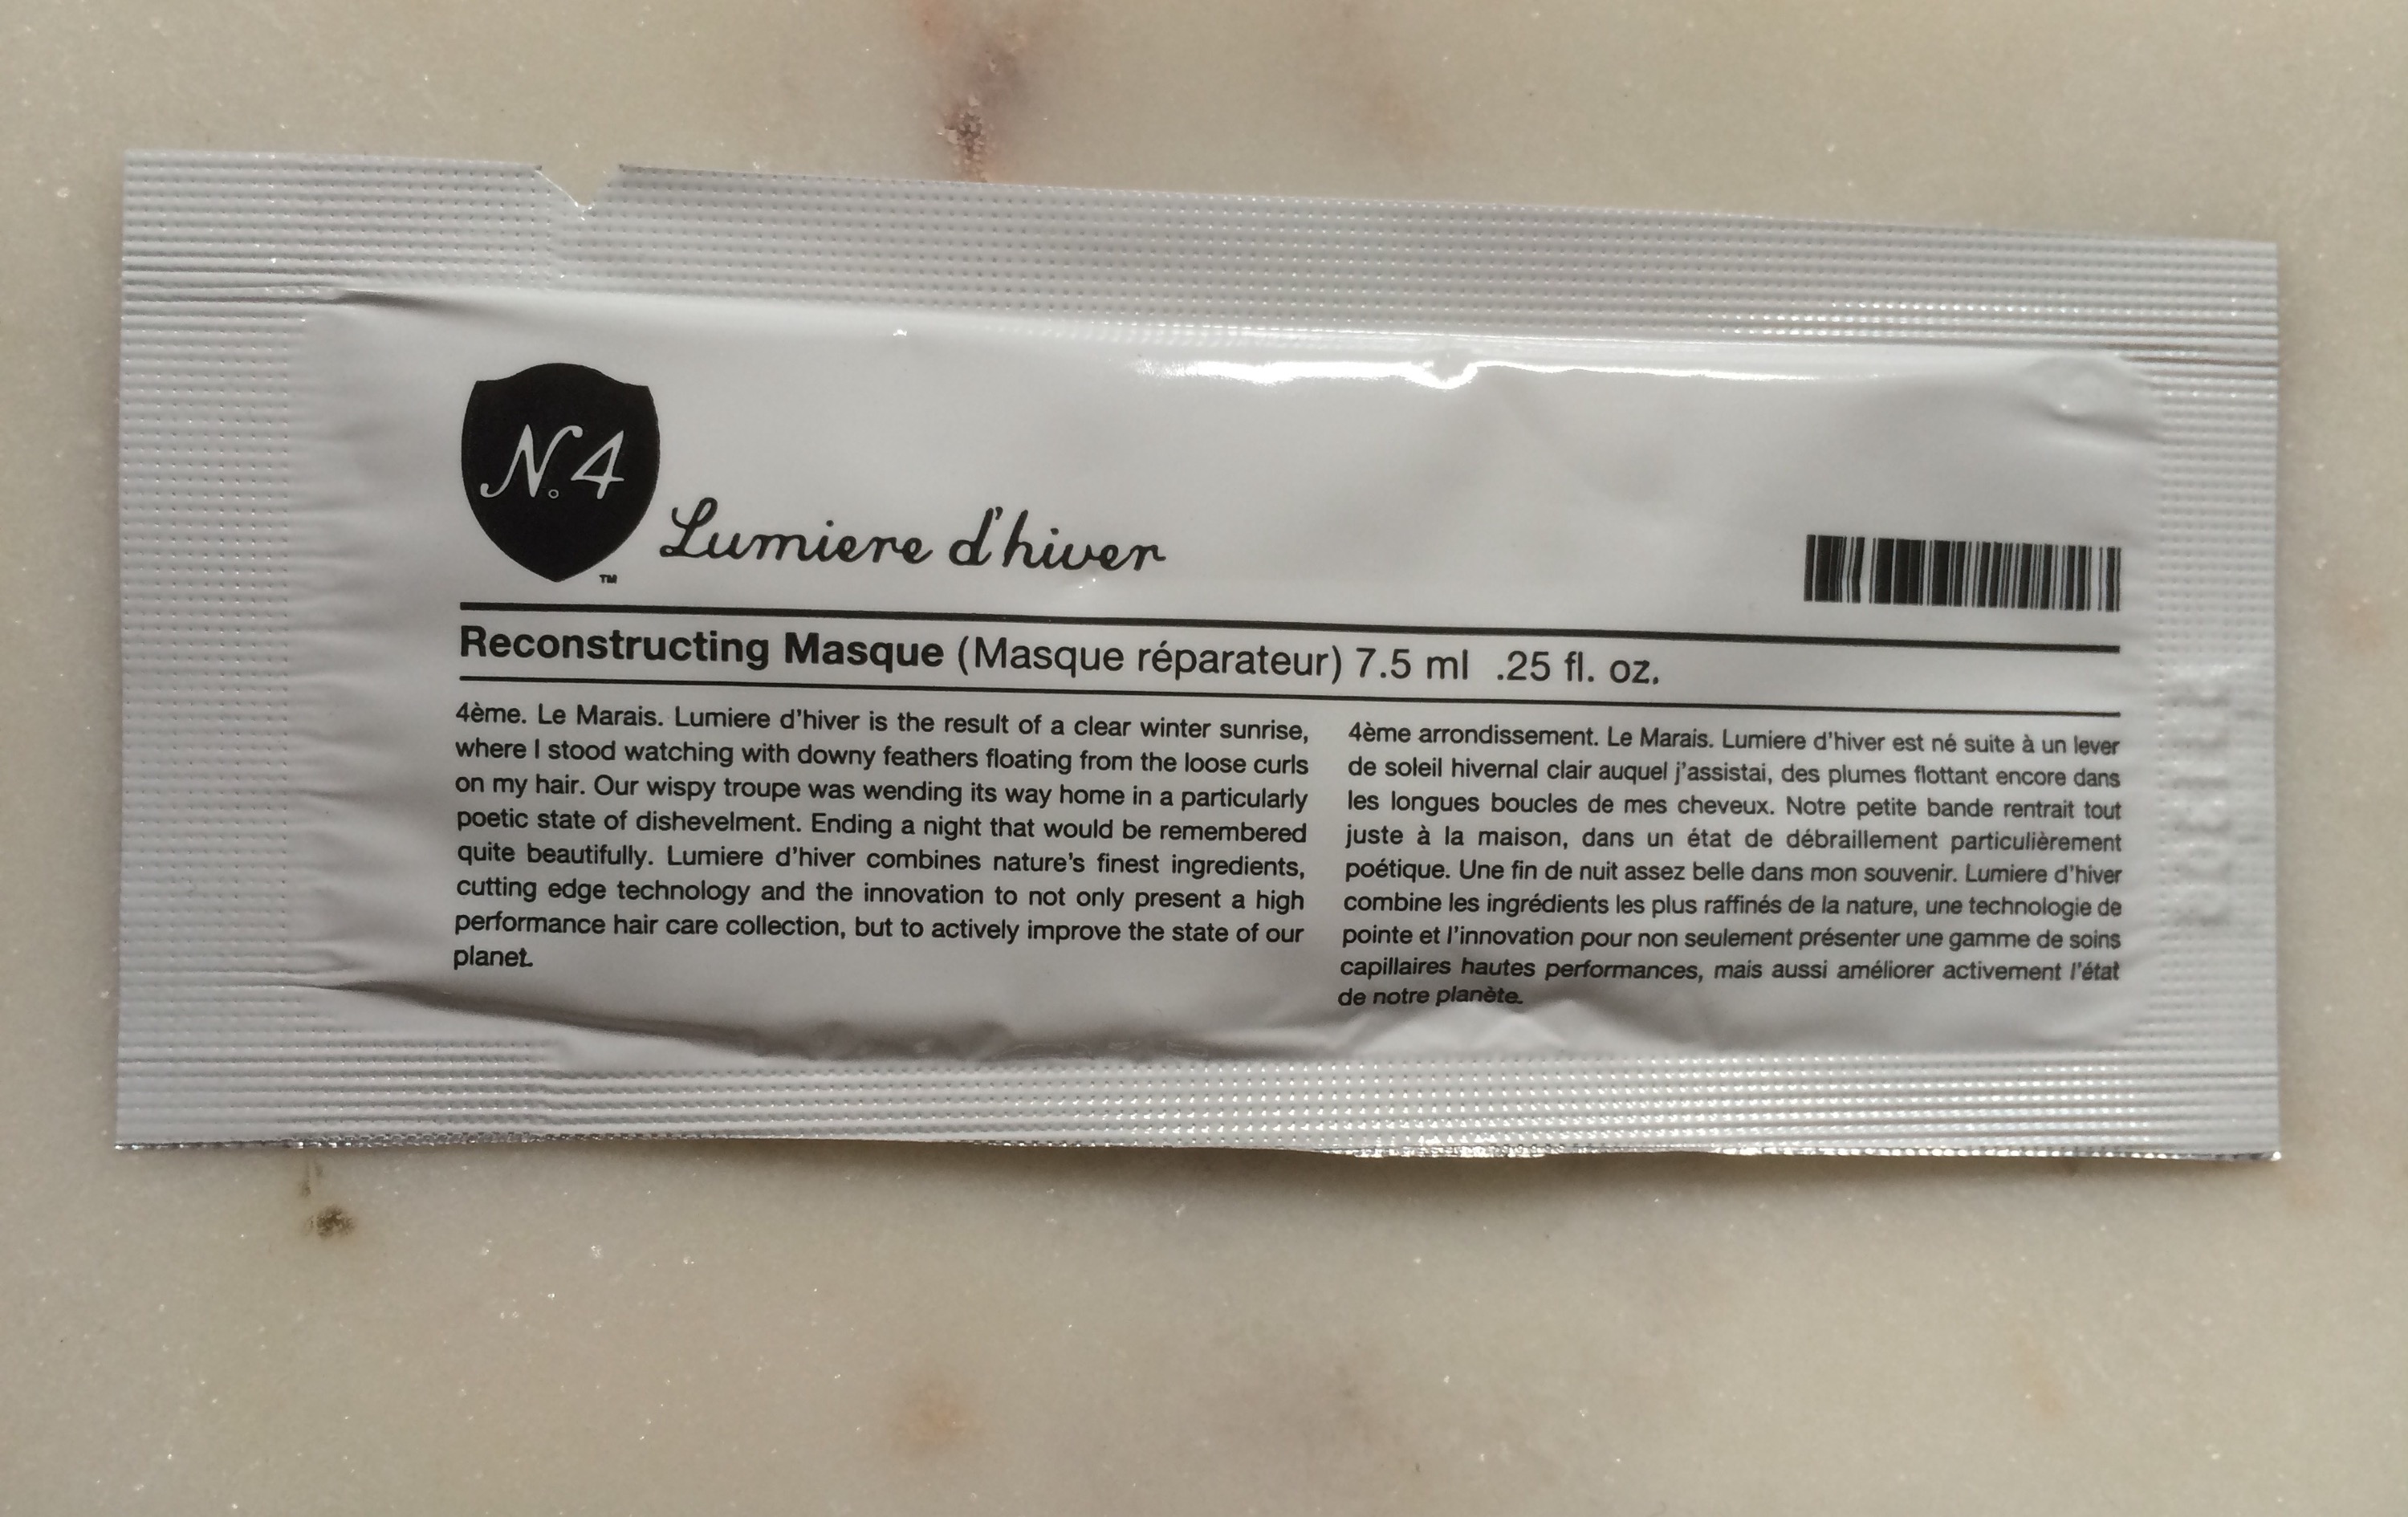 N.4
TM
Lumiere d'hiver
Reconstructing Masque (Masque réparateur) 7.5 ml .25 fl. oz.
4ème. Le Marais. Lumiere d'hiver is the result of a clear winter sunrise,
where I stood watching with downy feathers floating from the loose curls
on my hair. Our wispy troupe was wending its way home in a particularly
poetic state of dishevelment. Ending a night that would be remembered
quite beautifully. Lumiere d'hiver combines nature's finest ingredients,
cutting edge technology and the innovation to not only present a high
performance hair care collection, but to actively improve the state of our
planet.
4ème arrondissement. Le Marais. Lumiere d'hiver est né suite à un lever
de soleil hivernal clair auquel j'assistai, des plumes flottant encore dans
les longues boucles de mes cheveux. Notre petite bande rentrait tout
juste à la maison, dans un état de débraillement particulièrement
poétique. Une fin de nuit assez belle dans mon souvenir. Lumiere d'hiver
combine les ingrédients les plus raffinés de la nature, une technologie de
pointe et l'innovation pour non seulement présenter une gamme de soins
capillaires hautes performances, mais aussi améliorer activement l'état
de notre planète.